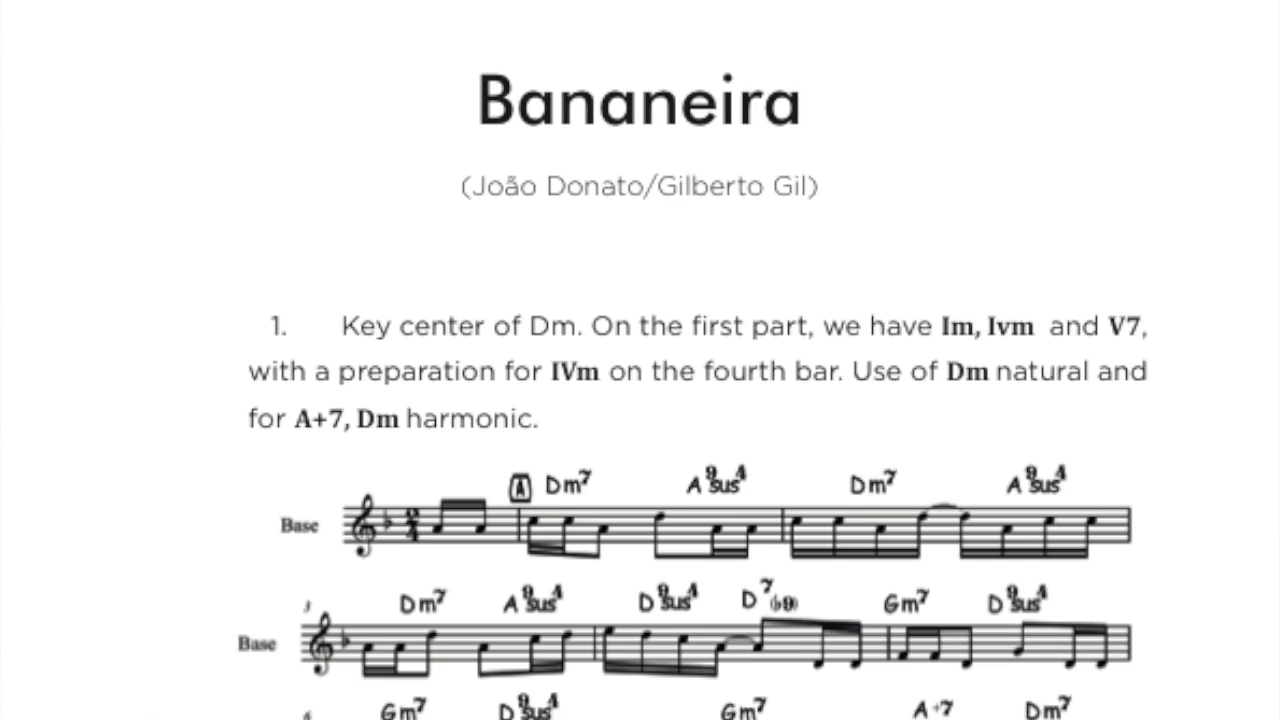 Bananeira
(João Donato/Gilberto Gil)
1. Key center of Dm. On the first part, we have Im, Ivm and V7,
with a preparation for IVm on the fourth bar. Use of Dm natural and
for A+7, Dm harmonic.
A Dm7 A9sus4 Dm7 A9sus4
Base
3 Dm7 A9sus4 D9sus4 D7(b9) Gm7 D9sus4
Base
Gm7 D9sus4 Gm7 A+7 Dm7